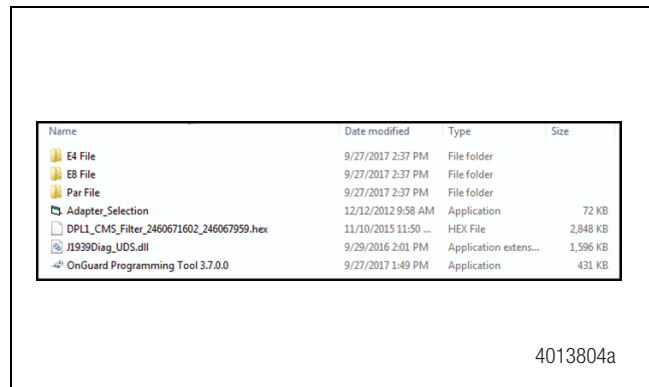 Name Date modified Type Size
E4 File 9/27/2017 2:37 PM File folder
E8 File 9/27/2017 2:37 PM File folder
Par File 9/27/2017 2:37 PM File folder
Adapter_Selection 12/12/2012 9:58 AM Application 72 KB
DPL1_CMS_Filter_2460671602_246067959.hex 11/10/2015 11:50 ... HEX File 2,848 KB
J1939Diag_UDS.dll 9/29/2016 2:01 PM Application extens... 1,596 KB
OnGuard Programming Tool 3.7.0.0 9/27/2017 1:49 PM Application 431 KB
4013804a